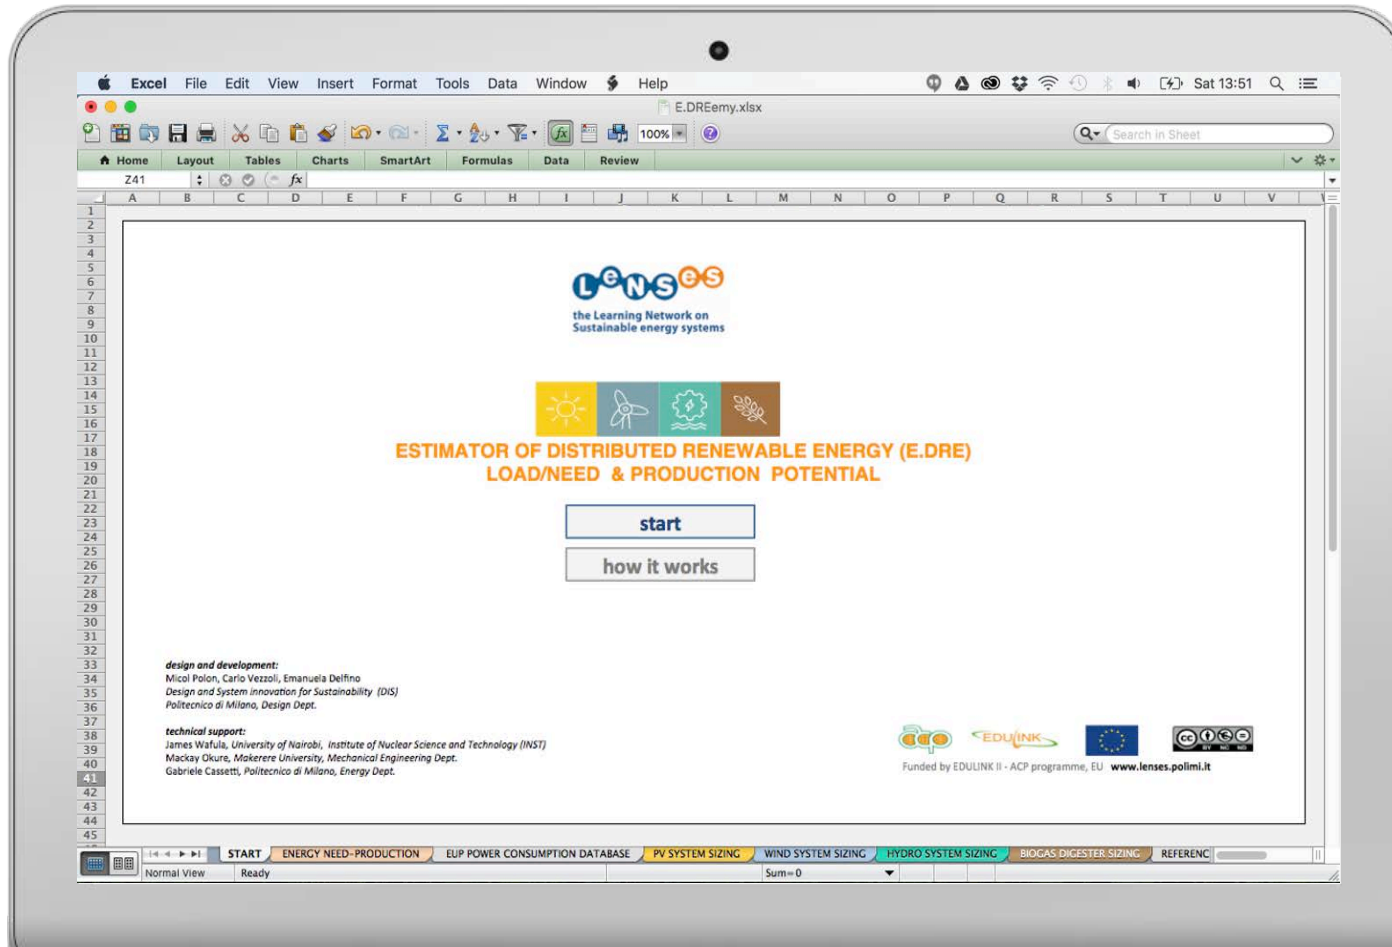 Excel File Edit View Insert Format Tools Data Window Help Sat 13:51
E.DREemy.xlsx
100% Search in Sheet
Home Layout Tables Charts SmartArt Formulas Data Review
Z41 fx
A B C D E F G H I J K L M N O P Q R S T U V
1
2
3
4
5
6
7
8
9
10
11
12
13
14
15
16
17
18
19
20
21
22
23
24
25
26
27
28
29
30
31
32
33
34
35
36
37
38
39
40
41
42
43
44
45
LeNSes
the Learning Network on
Sustainable energy systems
ESTIMATOR OF DISTRIBUTED RENEWABLE ENERGY (E.DRE)
LOAD/NEED & PRODUCTION POTENTIAL
start
how it works
design and development:
Micol Polon, Carlo Vezzoli, Emanuela Delfino
Design and System innovation for Sustainability (DIS)
Politecnico di Milano, Design Dept.
technical support:
James Wafula, University of Nairobi, Institute of Nuclear Science and Technology (INST)
Mackay Okure, Makerere University, Mechanical Engineering Dept.
Gabriele Cassetti, Politecnico di Milano, Energy Dept.
acp EDULINK cc BY NC ND
Funded by EDULINK II - ACP programme, EU www.lenses.polimi.it
START ENERGY NEED-PRODUCTION EUP POWER CONSUMPTION DATABASE PV SYSTEM SIZING WIND SYSTEM SIZING HYDRO SYSTEM SIZING BIOGAS DIGESTER SIZING REFERENC
Normal View Ready Sum=0